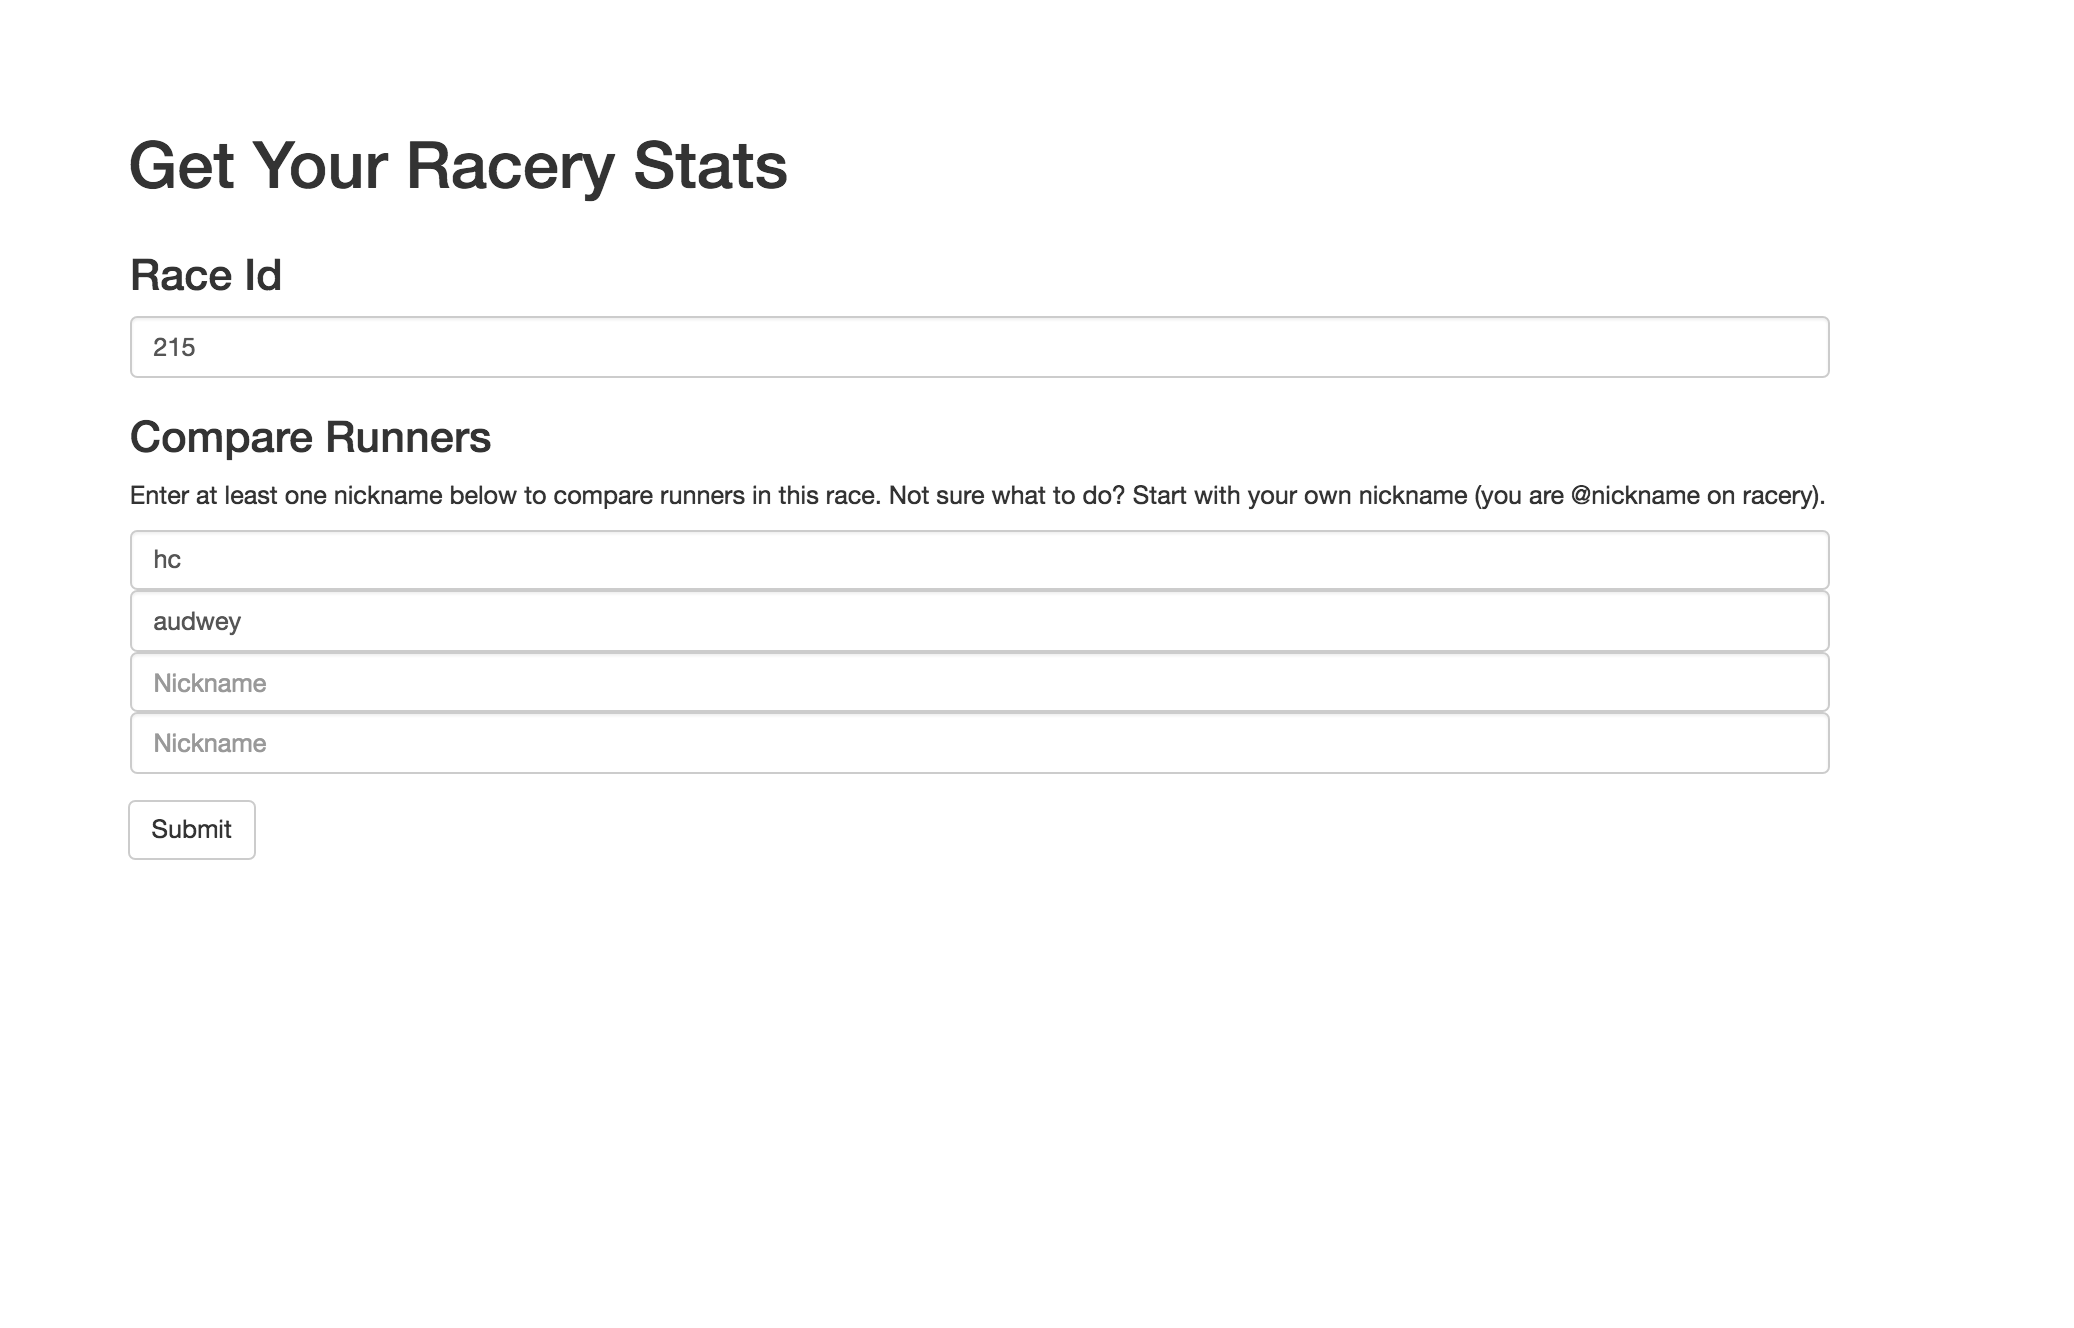 Get Your Racery Stats
Race Id
215
Compare Runners
Enter at least one nickname below to compare runners in this race. Not sure what to do? Start with your own nickname (you are @nickname on racery).
hc
audwey
Nickname
Nickname
Submit